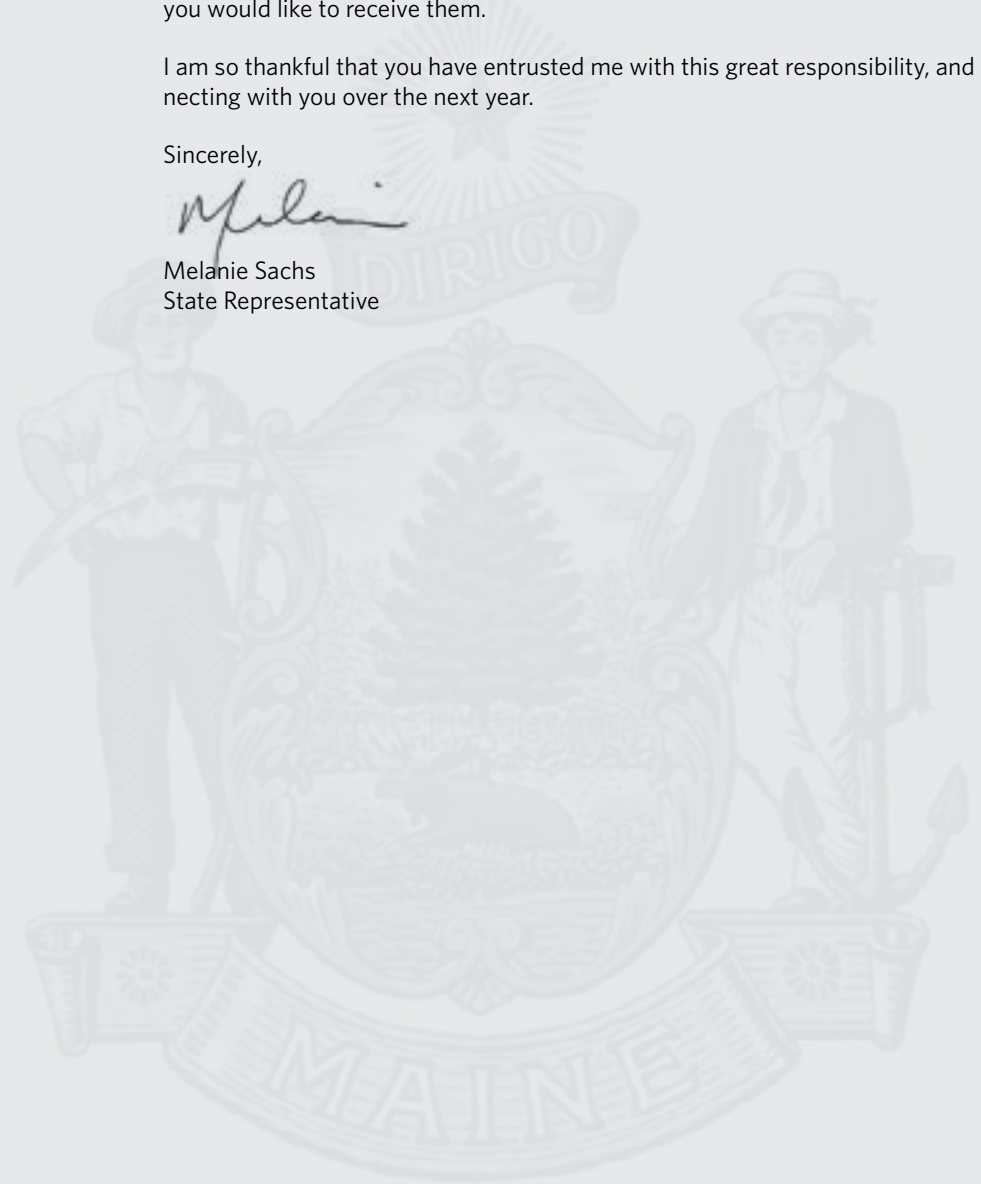 you would like to receive them.
I am so thankful that you have entrusted me with this great responsibility, and
necting with you over the next year.
Sincerely,
Melanie
Melanie Sachs
State Representative
DIRIGO
MAINE